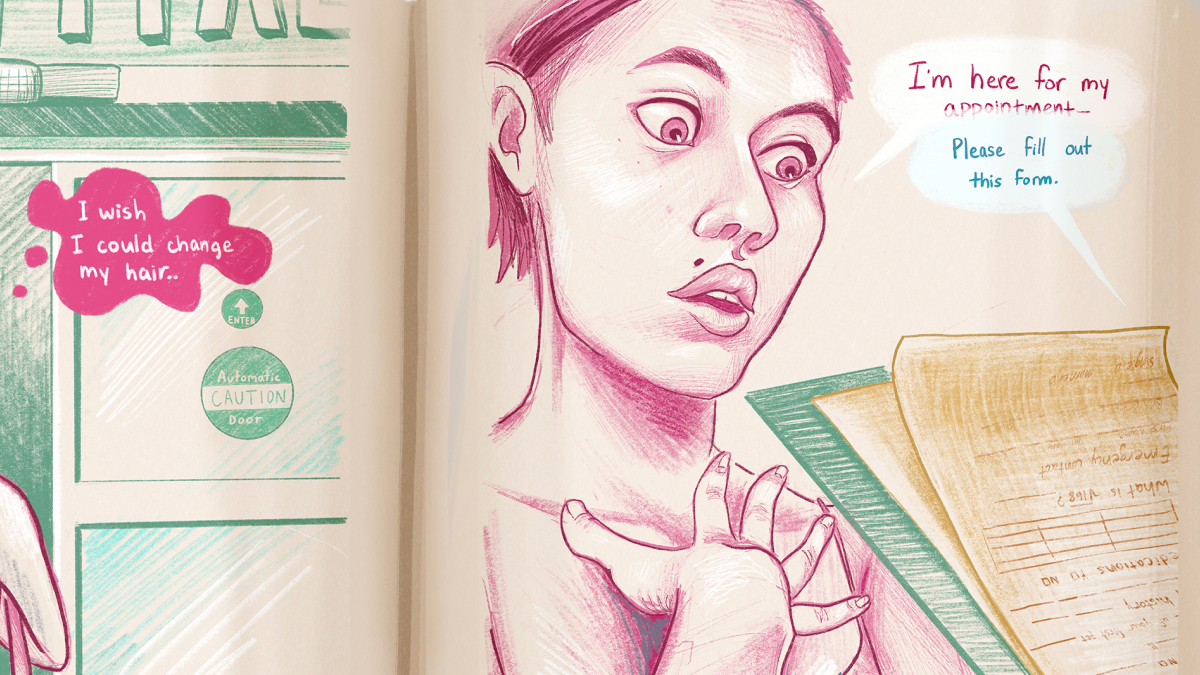 I wish
I could change
my hair..
ENTER
Automatic
CAUTION
Door
I'm here for my
appointment—
Please fill out
this form.
Emergency Contact
What is
history